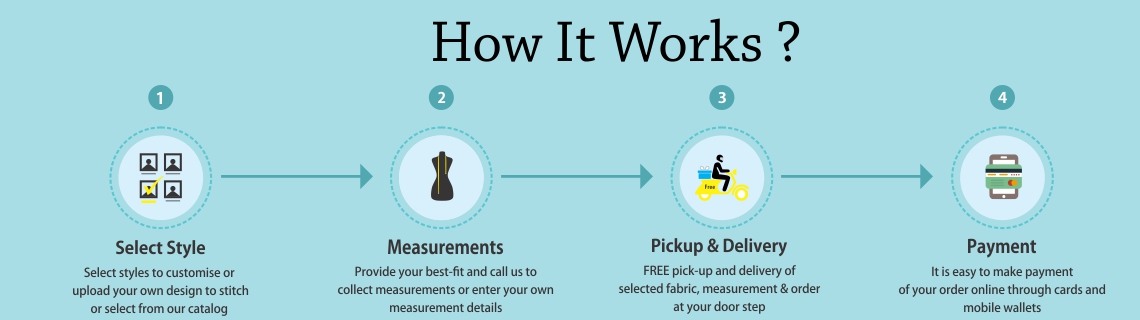 How It Works ?
1
2
3
4
Free
Select Style
Select styles to customise or
upload your own design to stitch
or select from our catalog
Measurements
Provide your best-fit and call us to
collect measurements or enter your own
measurement details
Pickup & Delivery
FREE pick-up and delivery of
selected fabric, measurement & order
at your door step
Payment
It is easy to make payment
of your order online through cards and
mobile wallets